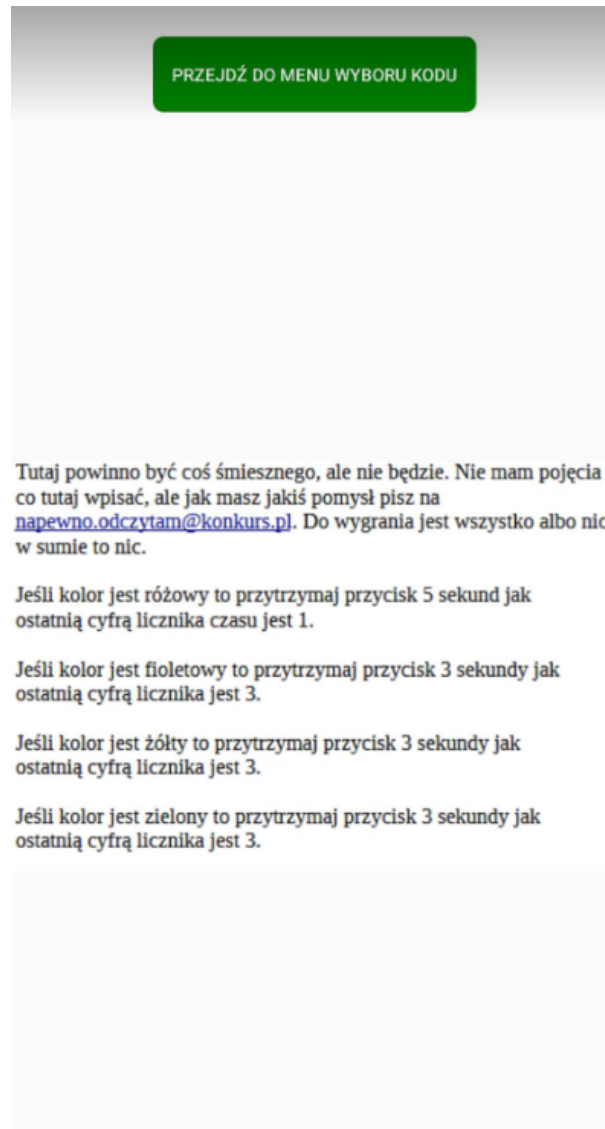 PRZEJDŹ DO MENU WYBORU KODU
Tutaj powinno być coś śmiesznego, ale nie będzie. Nie mam pojęcia
co tutaj wpisać, ale jak masz jakiś pomysł pisz na
napewno.odczytam@konkurs.pl. Do wygrania jest wszystko albo nic
w sumie to nic.
Jeśli kolor jest różowy to przytrzymaj przycisk 5 sekund jak
ostatnią cyfrą licznika czasu jest 1.
Jeśli kolor jest fioletowy to przytrzymaj przycisk 3 sekundy jak
ostatnią cyfrą licznika jest 3.
Jeśli kolor jest żółty to przytrzymaj przycisk 3 sekundy jak
ostatnią cyfrą licznika jest 3.
Jeśli kolor jest zielony to przytrzymaj przycisk 3 sekundy jak
ostatnią cyfrą licznika jest 3.